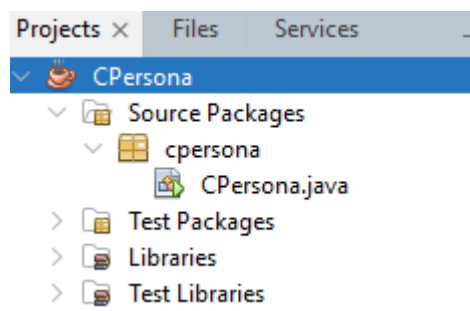 Projects × Files Services
CPersona
Source Packages
cpersona
CPersona.java
Test Packages
Libraries
Test Libraries